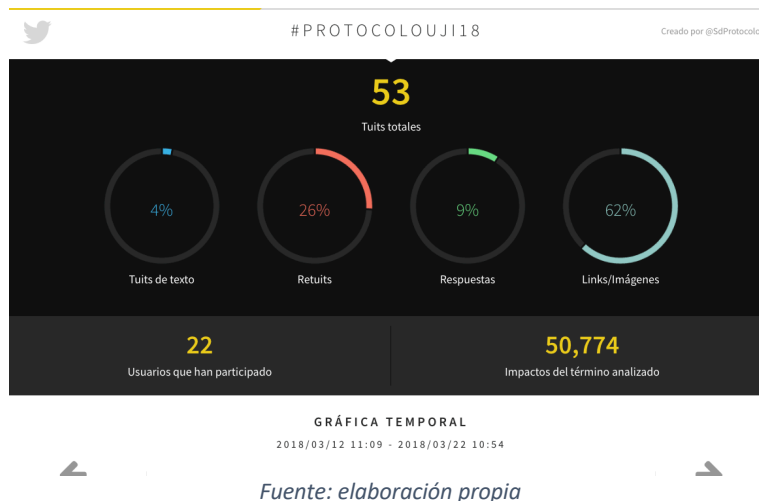 #PROTOCOLOUJI18
Creado por @SdProtocolo
53
Tuits totales
4%
26%
9%
62%
Tuits de texto
Retuits
Respuestas
Links/Imágenes
22
50,774
Usuarios que han participado
Impactos del término analizado
GRÁFICA TEMPORAL
2018/03/12 11:09 - 2018/03/22 10:54
Fuente: elaboración propia